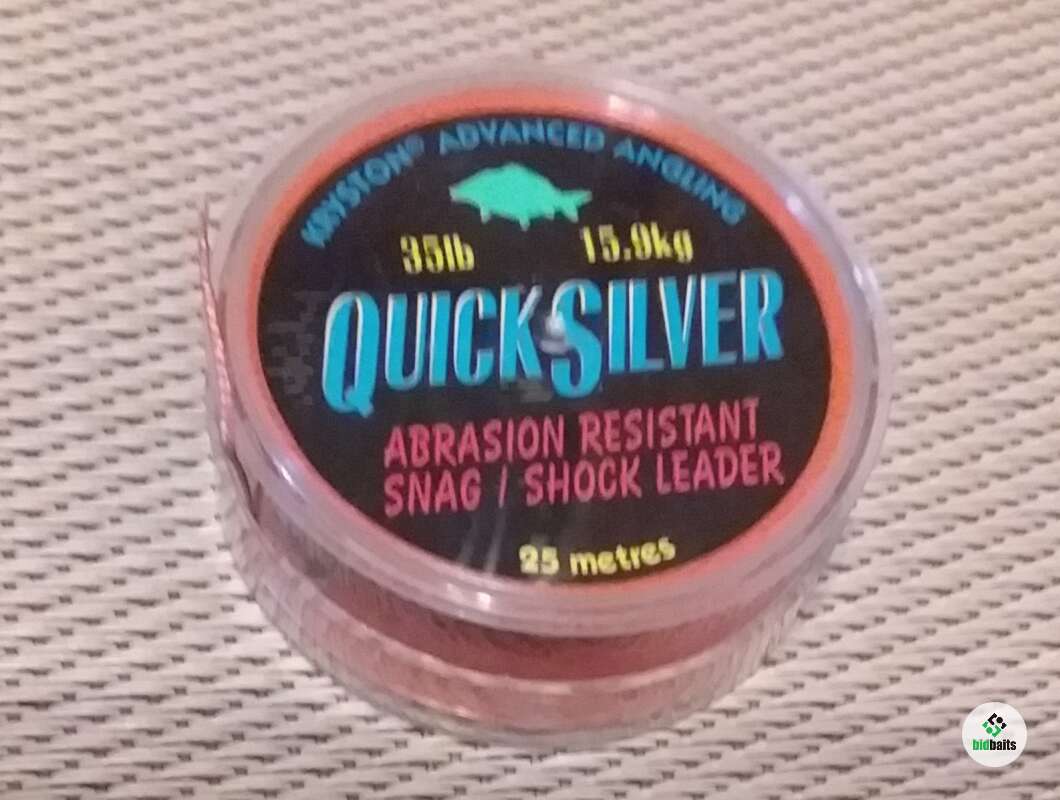 KRYSTON® ADVANCED ANGLING
35lb 15.9kg
QUICKSILVER
ABRASION RESISTANT
SNAG / SHOCK LEADER
25 metres
bidbaits